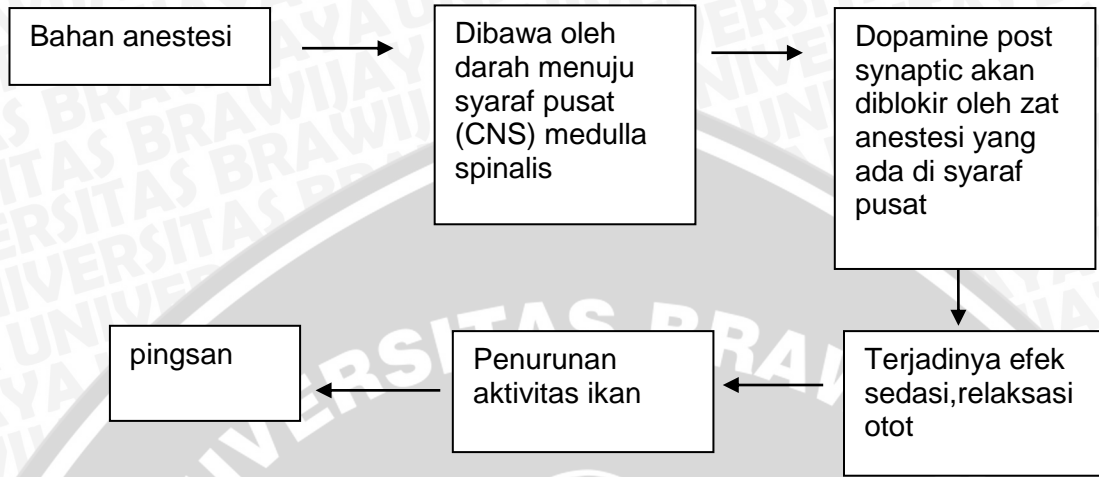 Bahan anestesi
Dibawa oleh
darah menuju
syaraf pusat
(CNS) medulla
spinalis
Dopamine post
synaptic akan
diblokir oleh zat
anestesi yang
ada di syaraf
pusat
Terjadinya efek
sedasi,relaksasi
otot
Penurunan
aktivitas ikan
pingsan